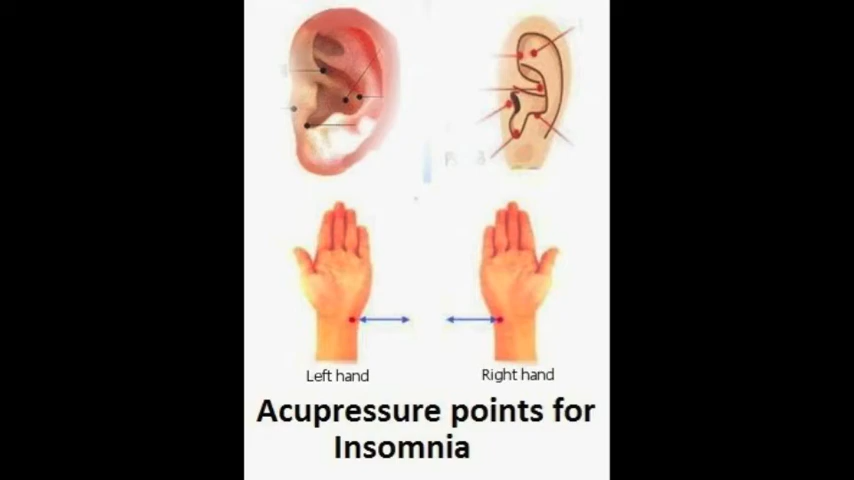 Left hand
Right hand
Acupressure points for
Insomnia